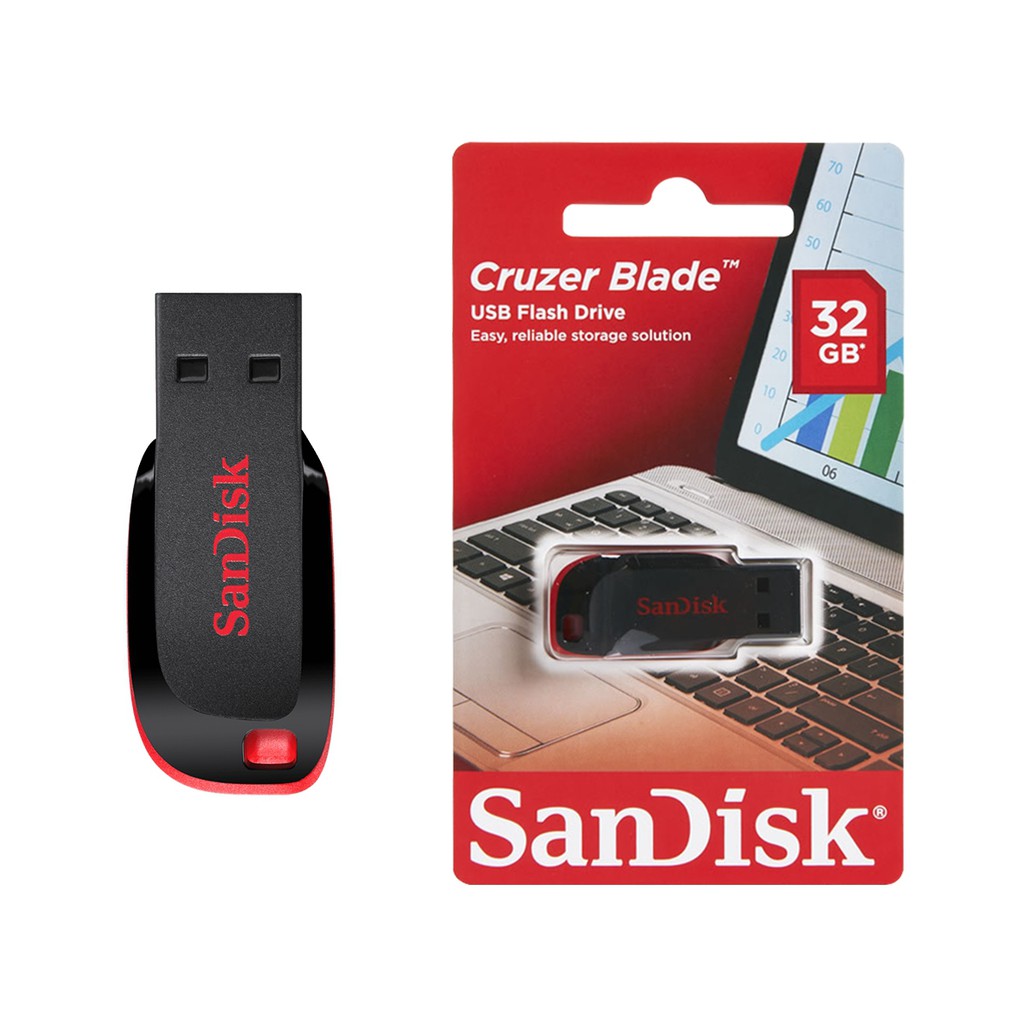 SanDisk
Cruzer Blade™
USB Flash Drive
Easy, reliable storage solution
32
GB*
70
60
50
20
10
0
06
SanDisk
SanDisk®